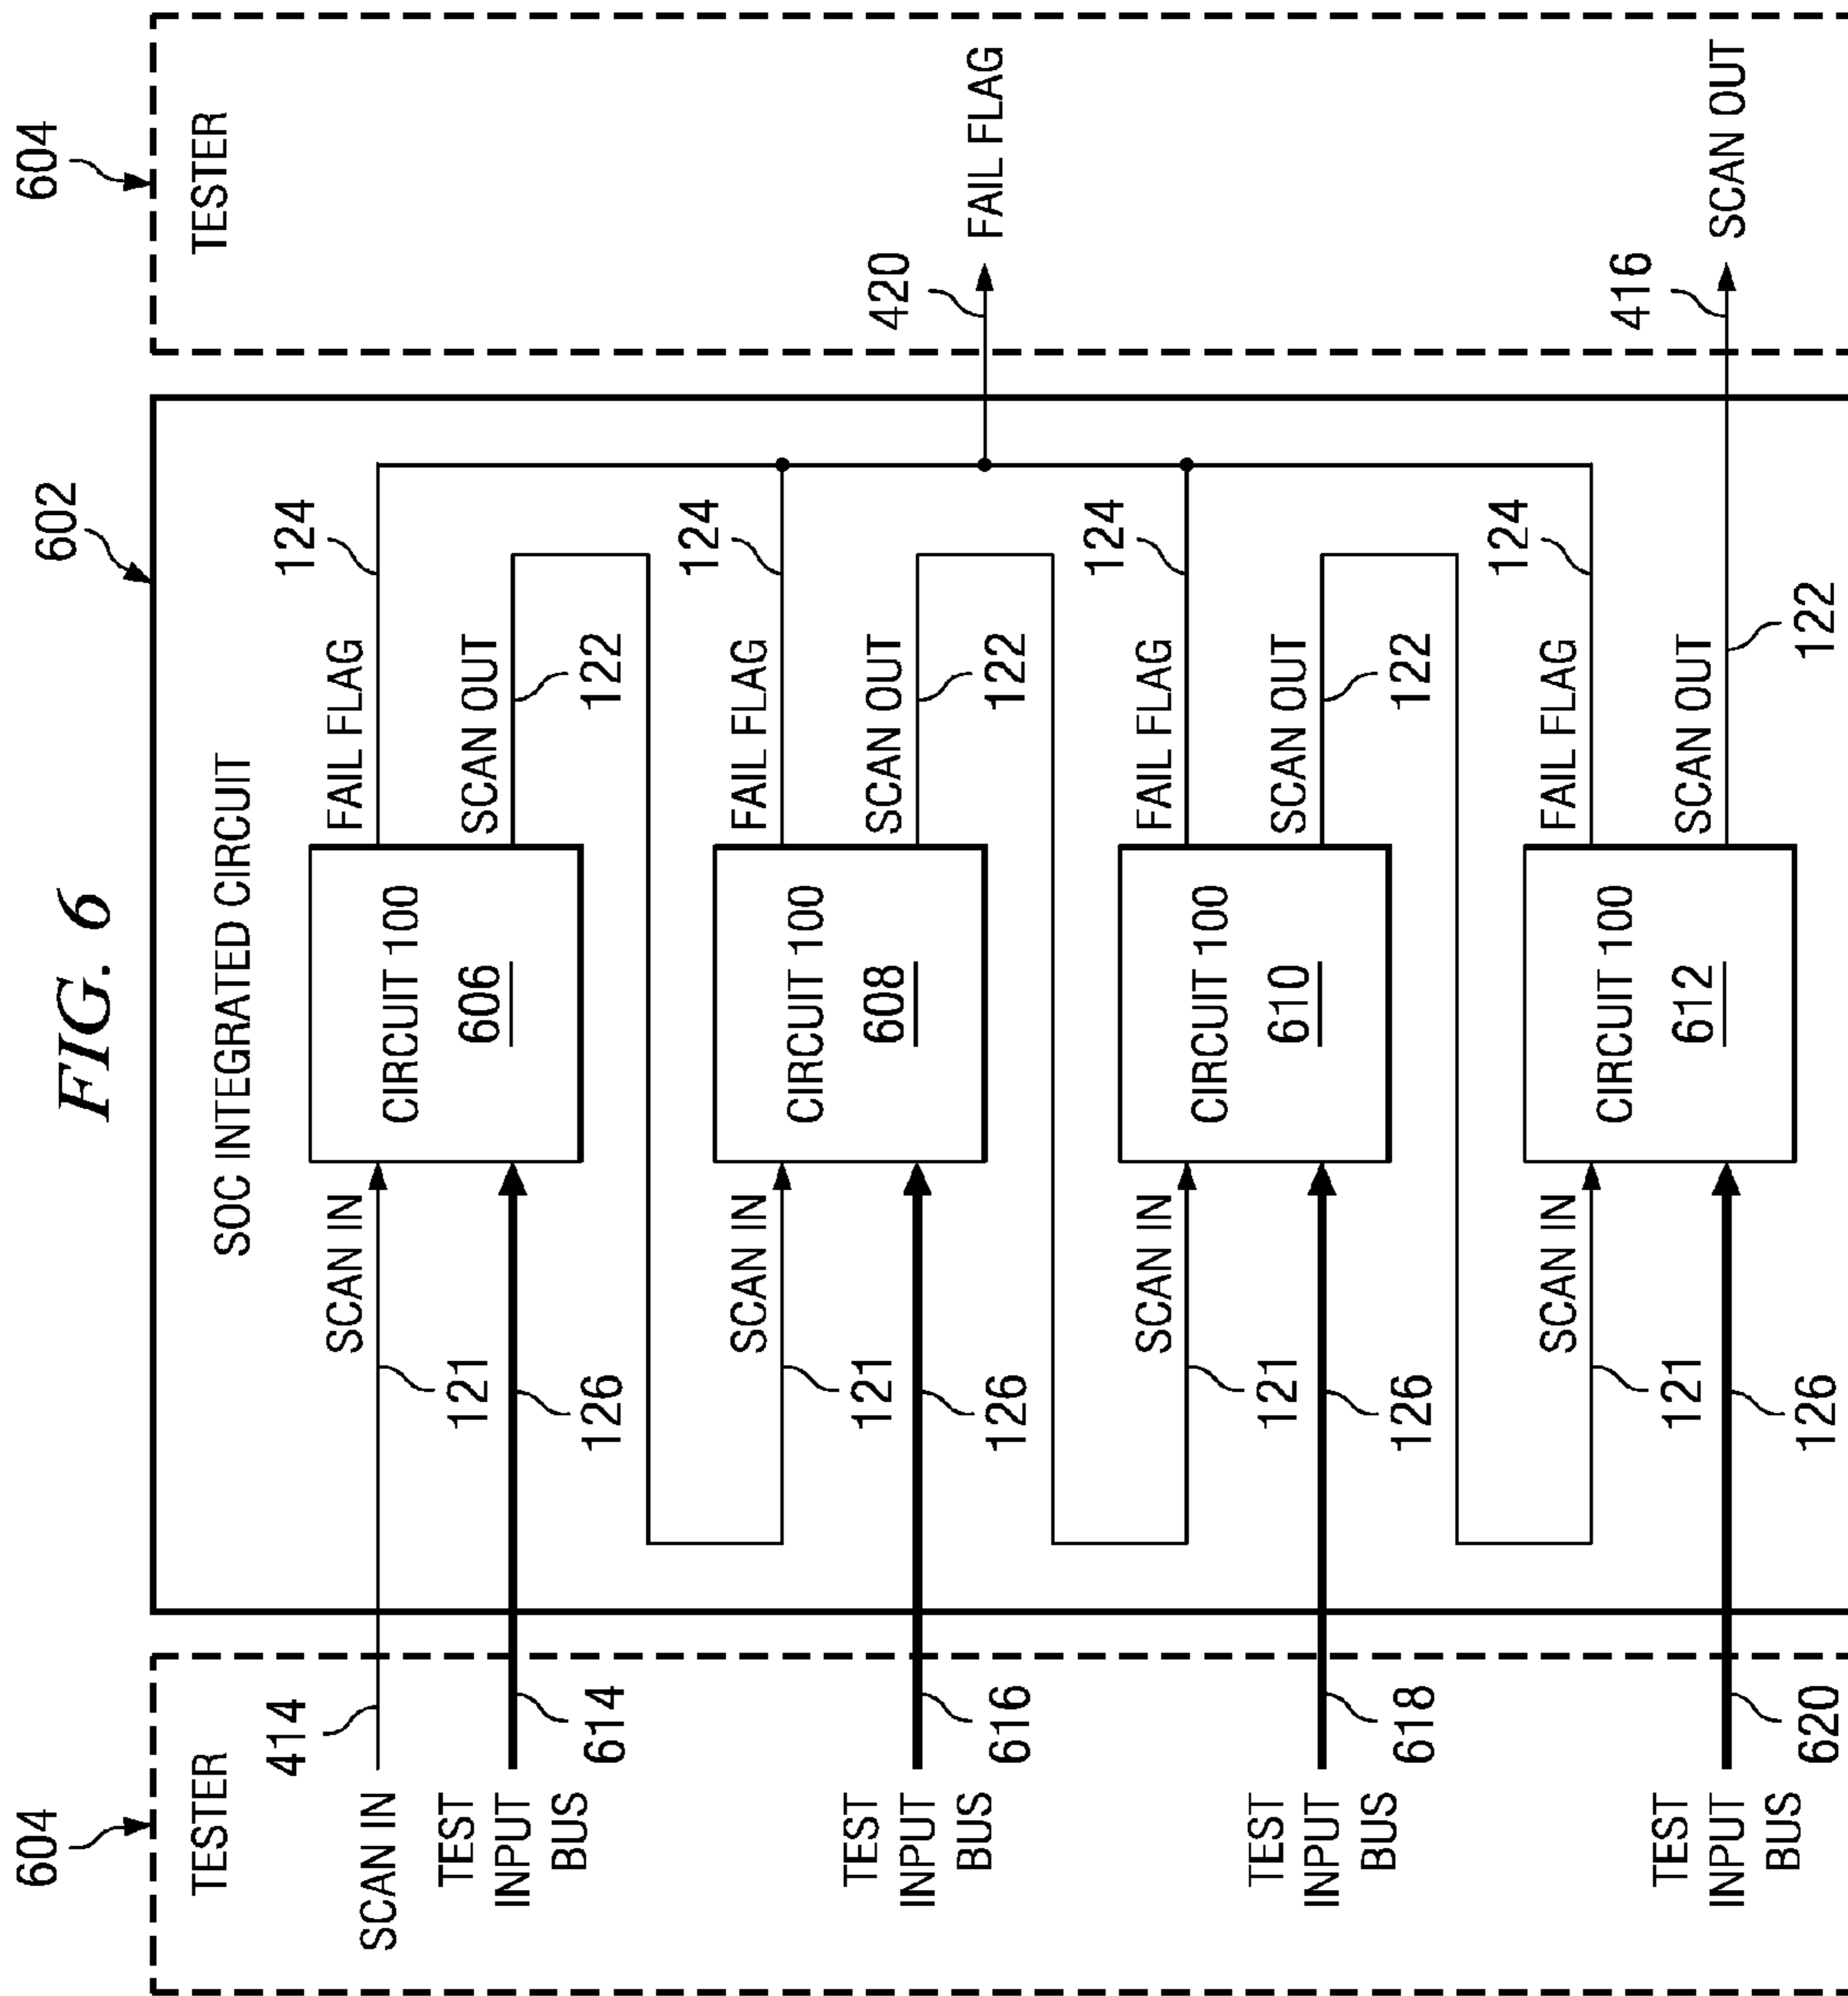 FIG. 6
604
TESTER
SCAN IN
414
TEST
INPUT
BUS
614
TEST
INPUT
BUS
616
TEST
INPUT
BUS
618
TEST
INPUT
BUS
620
602
SOC INTEGRATED CIRCUIT
SCAN IN
121
126
CIRCUIT 100
606
FAIL FLAG
124
SCAN OUT
122
SCAN IN
121
126
CIRCUIT 100
608
FAIL FLAG
124
SCAN OUT
122
SCAN IN
121
126
CIRCUIT 100
610
FAIL FLAG
124
SCAN OUT
122
SCAN IN
121
126
CIRCUIT 100
612
FAIL FLAG
124
SCAN OUT
122
604
TESTER
420
FAIL FLAG
416
SCAN OUT